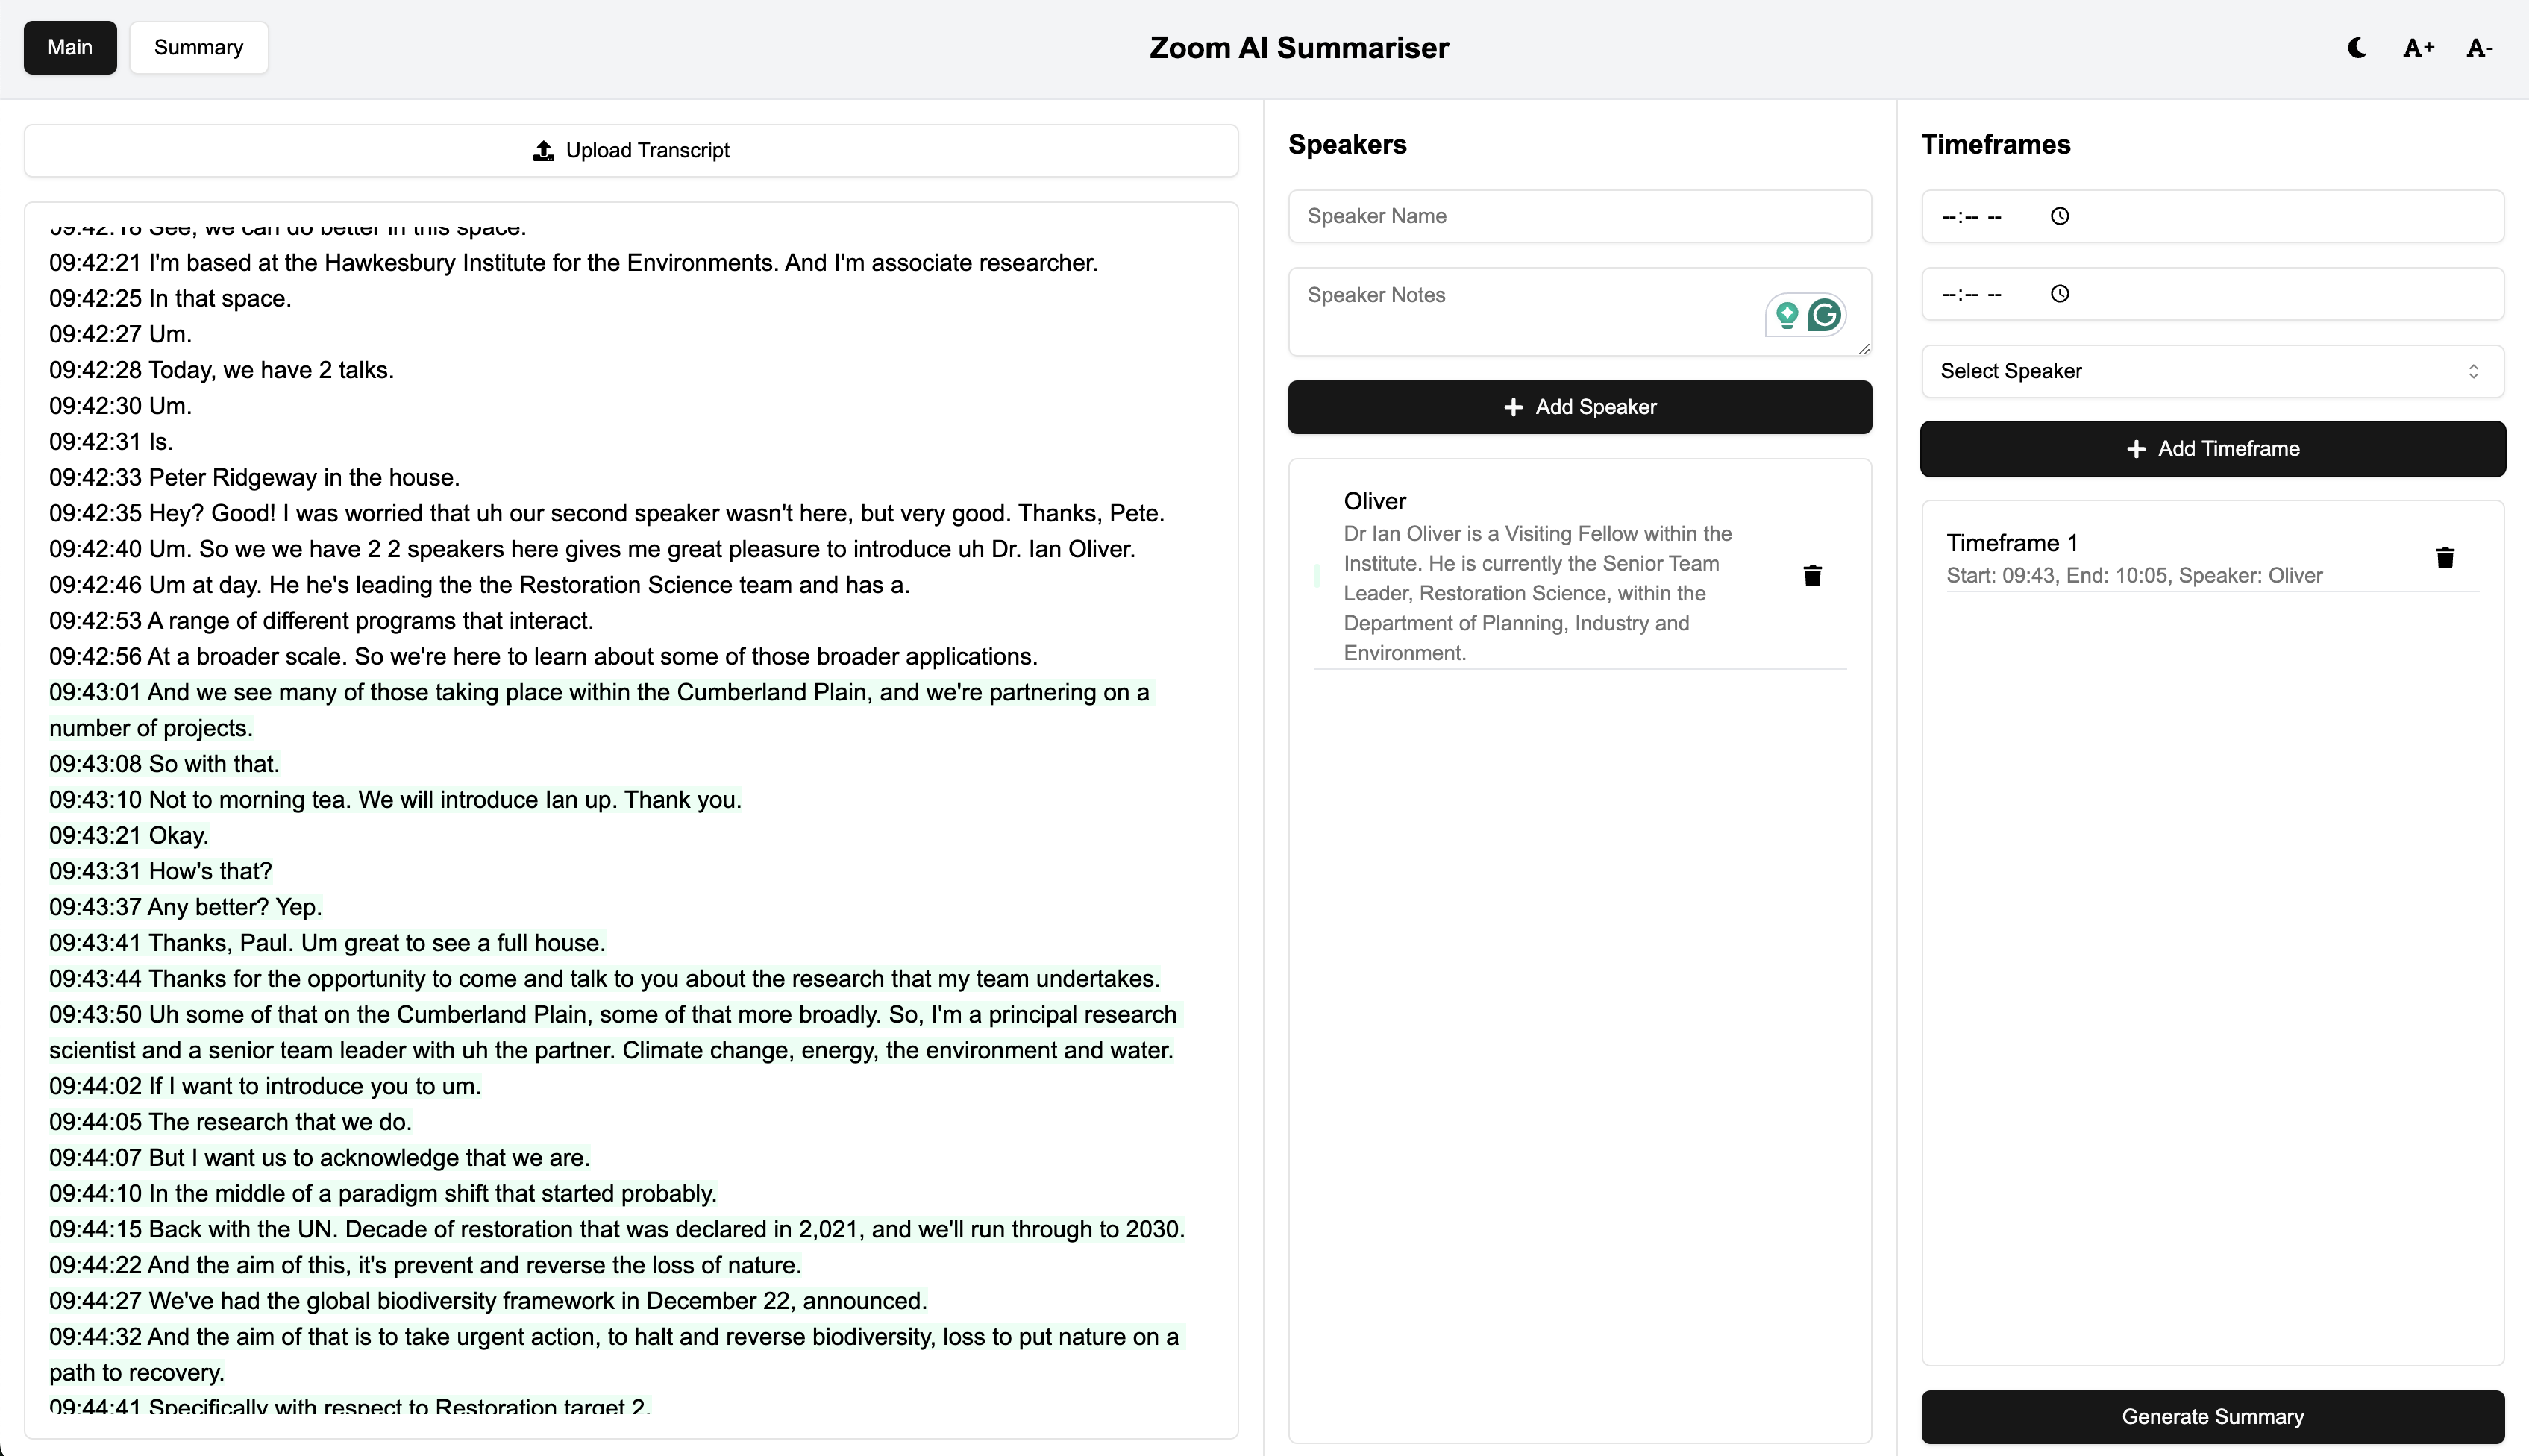 Main
Summary
Zoom AI Summariser
A+
A-
Upload Transcript
09:42:18 See, we can do better in this space.
09:42:21 I'm based at the Hawkesbury Institute for the Environments. And I'm associate researcher.
09:42:25 In that space.
09:42:27 Um.
09:42:28 Today, we have 2 talks.
09:42:30 Um.
09:42:31 Is.
09:42:33 Peter Ridgeway in the house.
09:42:35 Hey? Good! I was worried that uh our second speaker wasn't here, but very good. Thanks, Pete.
09:42:40 Um. So we we have 2 2 speakers here gives me great pleasure to introduce uh Dr. Ian Oliver.
09:42:46 Um at day. He he's leading the the Restoration Science team and has a.
09:42:53 A range of different programs that interact.
09:42:56 At a broader scale. So we're here to learn about some of those broader applications.
09:43:01 And we see many of those taking place within the Cumberland Plain, and we're partnering on a
number of projects.
09:43:08 So with that.
09:43:10 Not to morning tea. We will introduce Ian up. Thank you.
09:43:21 Okay.
09:43:31 How's that?
09:43:37 Any better? Yep.
09:43:41 Thanks, Paul. Um great to see a full house.
09:43:44 Thanks for the opportunity to come and talk to you about the research that my team undertakes.
09:43:50 Uh some of that on the Cumberland Plain, some of that more broadly. So, I'm a principal research
scientist and a senior team leader with uh the partner. Climate change, energy, the environment and water.
09:44:02 If I want to introduce you to um.
09:44:05 The research that we do.
09:44:07 But I want us to acknowledge that we are.
09:44:10 In the middle of a paradigm shift that started probably.
09:44:15 Back with the UN. Decade of restoration that was declared in 2,021, and we'll run through to 2030.
09:44:22 And the aim of this, it's prevent and reverse the loss of nature.
09:44:27 We've had the global biodiversity framework in December 22, announced.
09:44:32 And the aim of that is to take urgent action, to halt and reverse biodiversity, loss to put nature on a
path to recovery.
09:44:41 Specifically with respect to Restoration target 2.
Speakers
Speaker Name
Speaker Notes
Add Speaker
Oliver
Dr Ian Oliver is a Visiting Fellow within the
Institute. He is currently the Senior Team
Leader, Restoration Science, within the
Department of Planning, Industry and
Environment.
Timeframes
--:-- --
--:-- --
Select Speaker
Add Timeframe
Timeframe 1
Start: 09:43, End: 10:05, Speaker: Oliver
Generate Summary